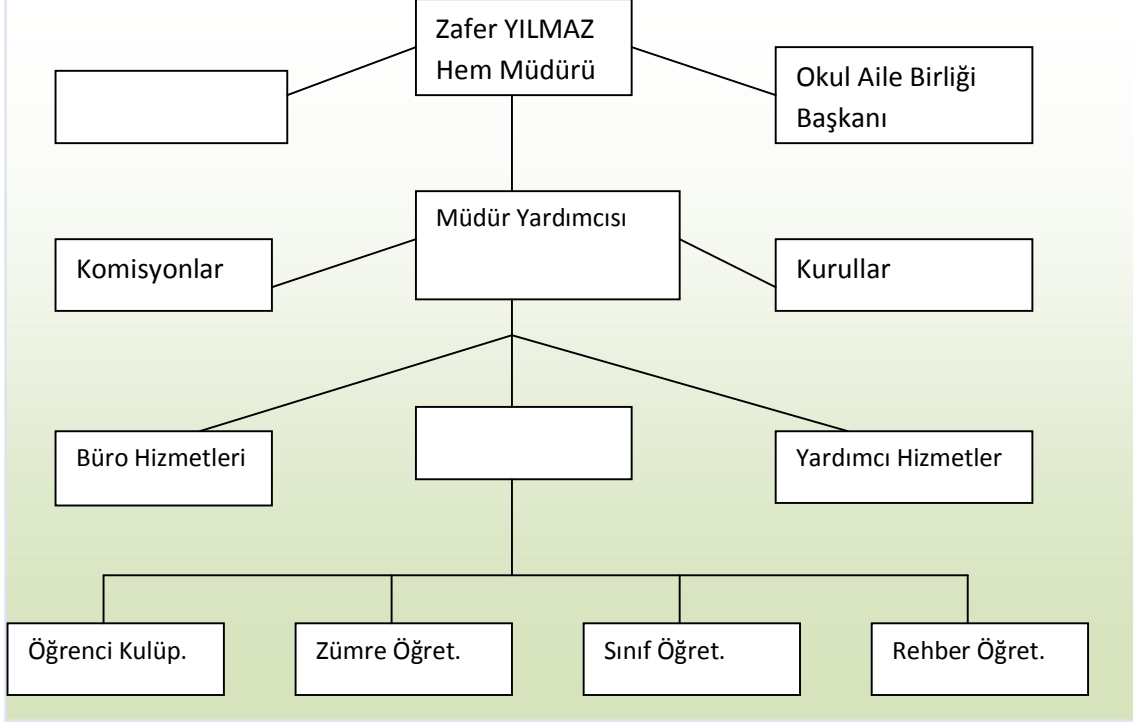 Zafer YILMAZ
Hem Müdürü
Okul Aile Birliği
Başkanı
Müdür Yardımcısı
Komisyonlar
Kurullar
Büro Hizmetleri
Yardımcı Hizmetler
Öğrenci Kulüp.
Zümre Öğret.
Sınıf Öğret.
Rehber Öğret.